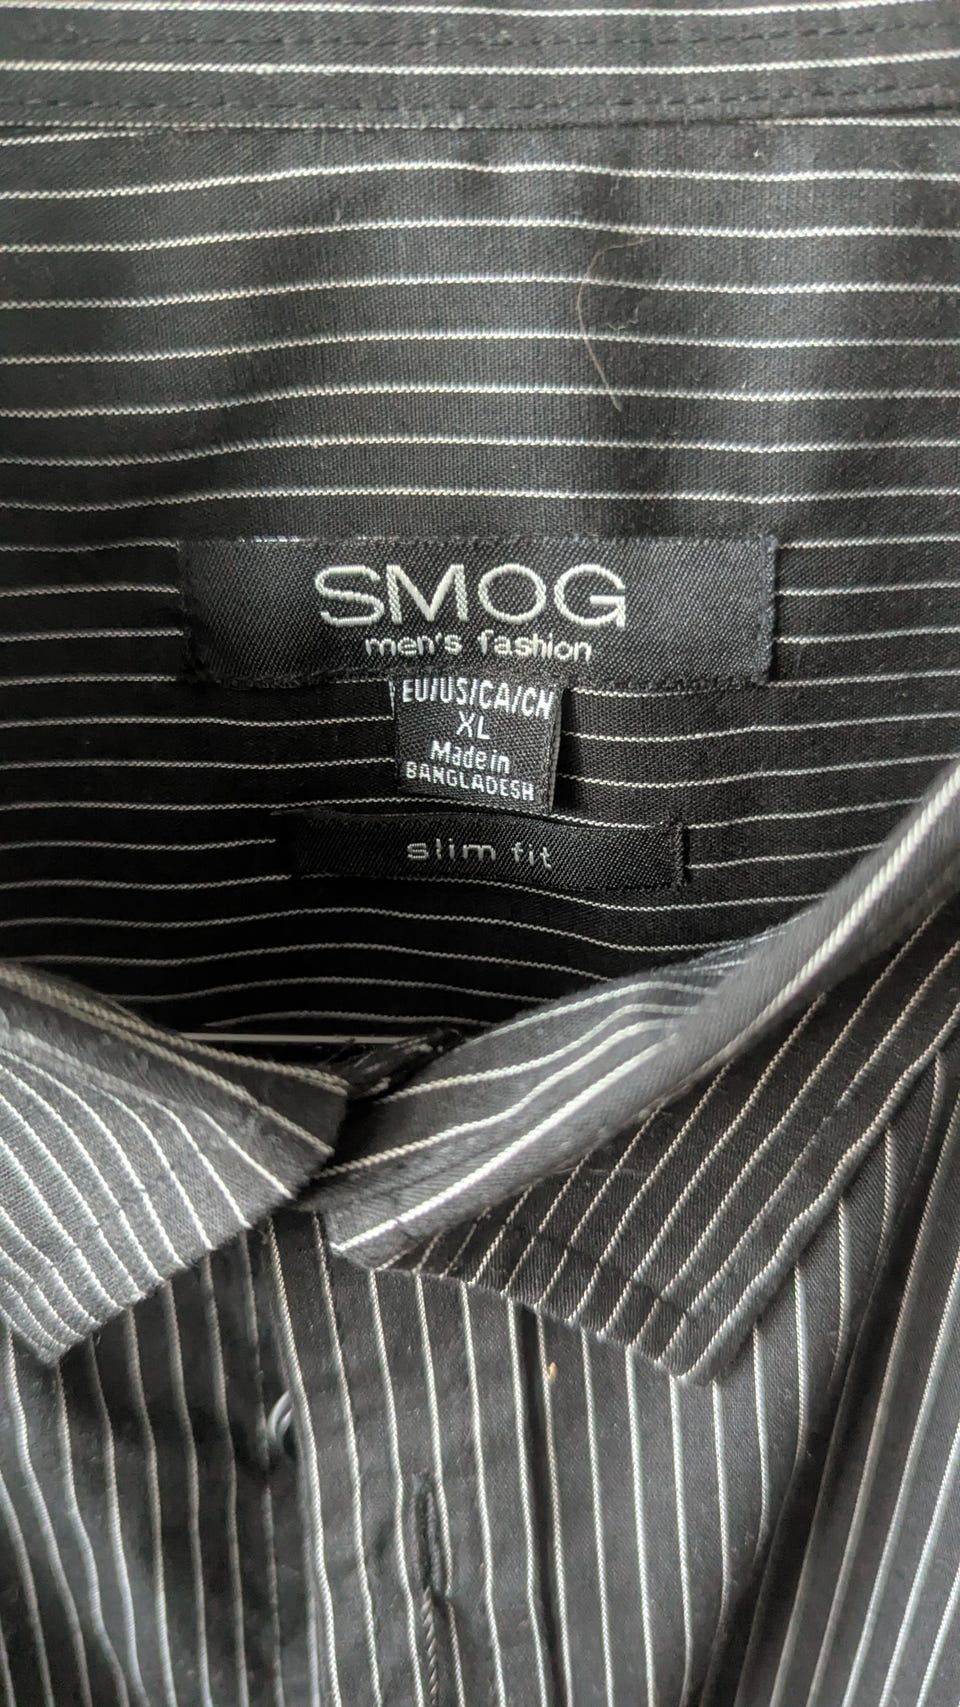 SMOG
men's fashion
EU/US/CA/CN
XL
Made in
BANGLADESH
slim fit